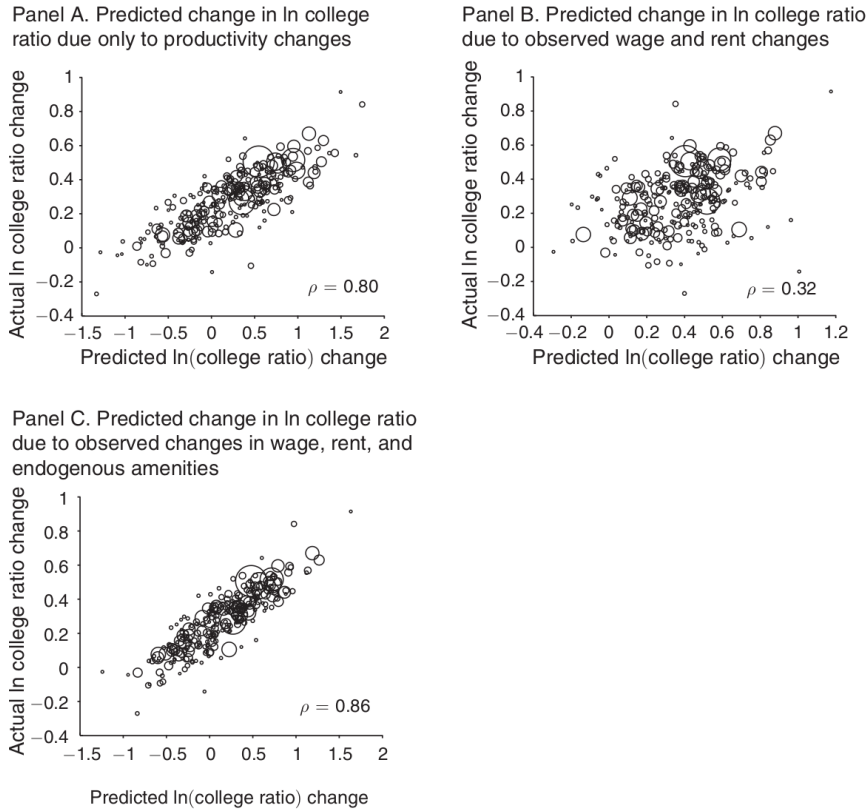 Panel A. Predicted change in ln college
ratio due only to productivity changes
Actual ln college ratio change
1
0.8
0.6
0.4
0.2
0
−0.2
−0.4
ρ = 0.80
−1.5 −1 −0.5 0 0.5 1 1.5 2
Predicted ln(college ratio) change
Panel B. Predicted change in ln college ratio
due to observed wage and rent changes
Actual ln college ratio change
1
0.8
0.6
0.4
0.2
0
−0.2
−0.4
ρ = 0.32
−0.4 −0.2 0 0.2 0.4 0.6 0.8 1 1.2
Predicted ln(college ratio) change
Panel C. Predicted change in ln college ratio
due to observed changes in wage, rent, and
endogenous amenities
Actual ln college ratio change
1
0.8
0.6
0.4
0.2
0
−0.2
−0.4
ρ = 0.86
−1.5 −1 −0.5 0 0.5 1 1.5 2
Predicted ln(college ratio) change